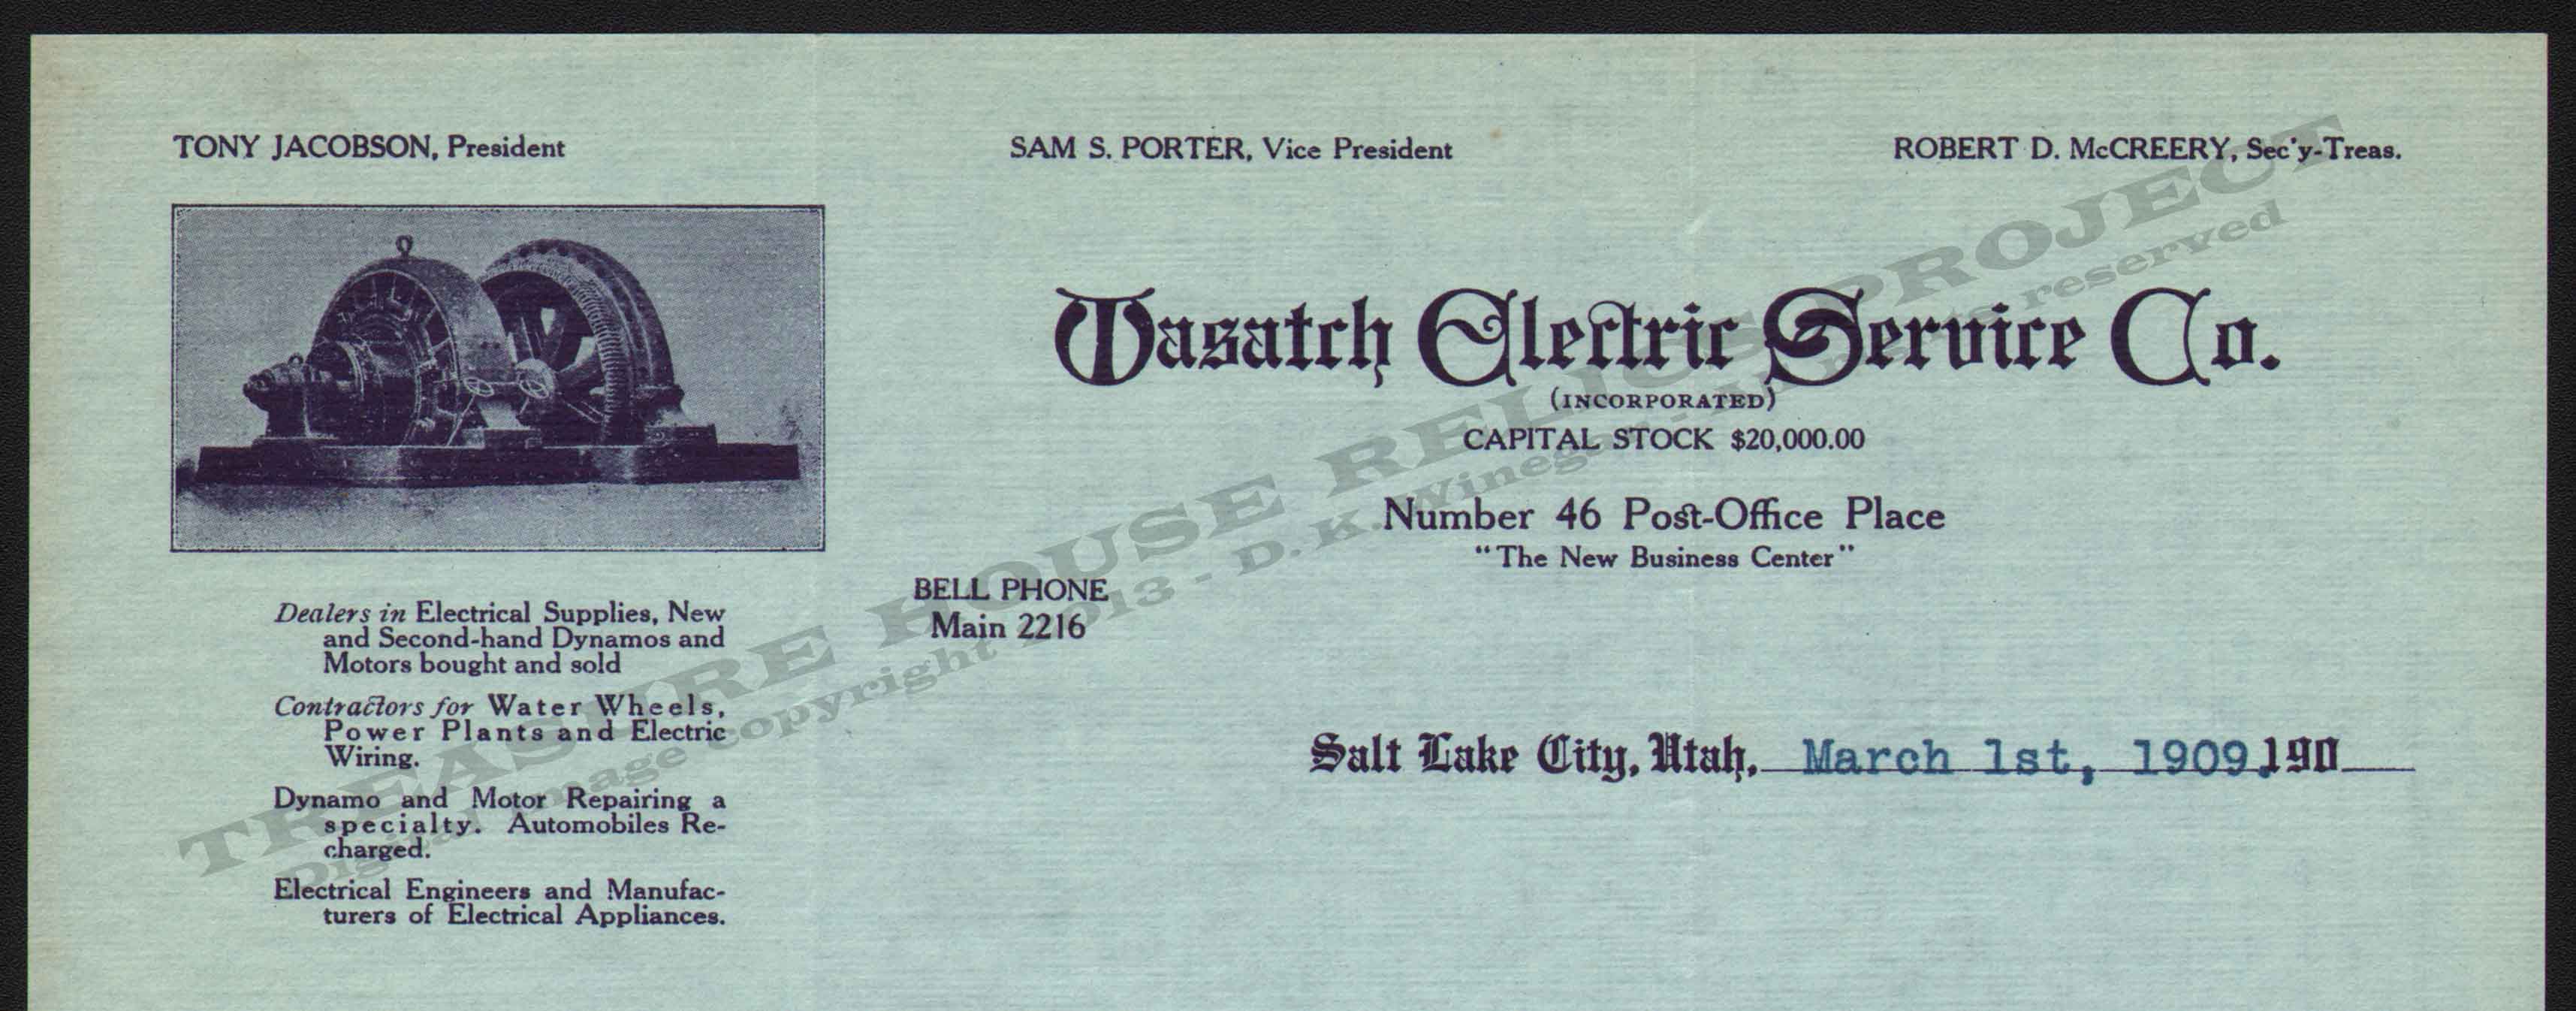 TONY JACOBSON, President
SAM S. PORTER, Vice President
ROBERT D. McCREERY, Sec'y-Treas.
Wasatch Electric Service Co.
(INCORPORATED)
CAPITAL STOCK $20,000.00
Number 46 Post-Office Place
"The New Business Center"
BELL PHONE
Main 2216
Dealers in Electrical Supplies, New
and Second-hand Dynamos and
Motors bought and sold
Contractors for Water Wheels,
Power Plants and Electric
Wiring.
Dynamo and Motor Repairing a
specialty. Automobiles Re-
charged.
Electrical Engineers and Manufac-
turers of Electrical Appliances.
Salt Lake City, Utah, March 1st, 1909. 190
TREASURE HOUSE RELICS PROJECT
Digital image copyright 2013 - D. K. Winegar - All rights reserved